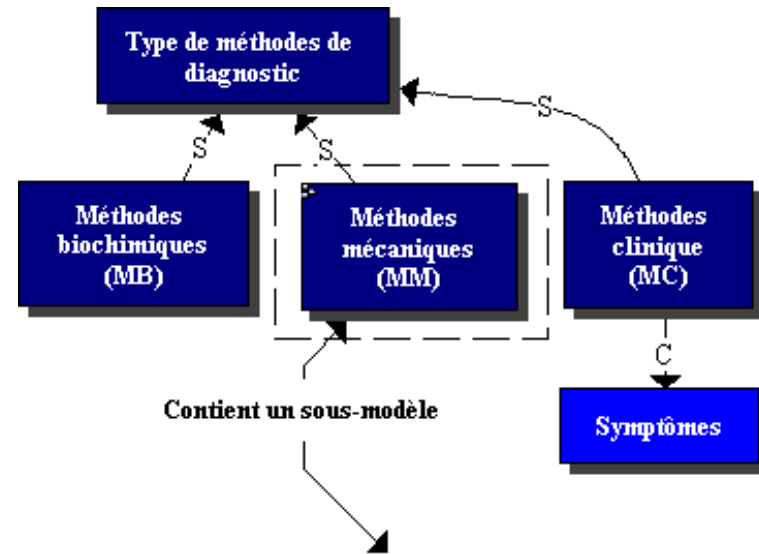 Type de méthodes de
diagnostic
S
S
S
Méthodes
biochimiques
(MB)
Méthodes
mécaniques
(MM)
Méthodes
clinique
(MC)
C
Contient un sous-modèle
Symptômes